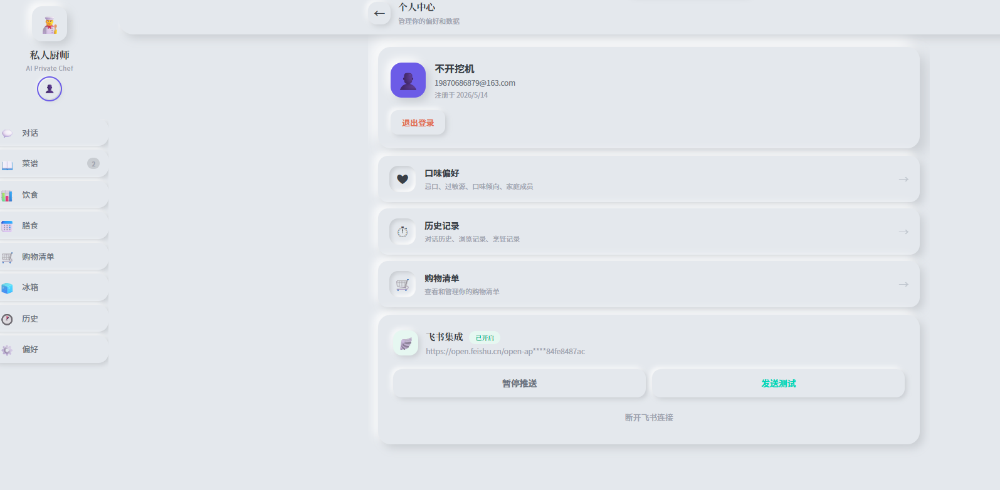 私人厨师
AI Private Chef
对话
菜谱 2
饮食
膳食
购物清单
冰箱
历史
偏好
← 个人中心
管理你的偏好和数据
不开挖机
19870686879@163.com
注册于 2026/5/14
退出登录
口味偏好
忌口、过敏源、口味倾向、家庭成员 →
历史记录
对话历史、浏览记录、烹饪记录 →
购物清单
查看和管理你的购物清单 →
飞书集成 已开启
https://open.feishu.cn/open-ap****84fe8487ac
暂停推送 发送测试
断开飞书连接